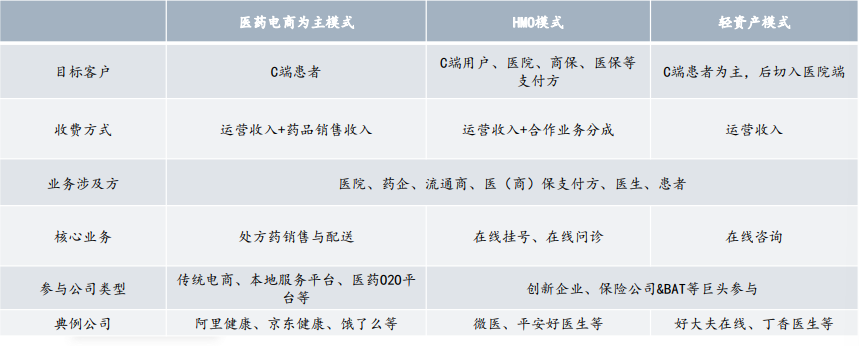 医药电商为主模式 HMO模式 轻资产模式
目标客户 C端患者 C端用户、医院、商保、医保等
支付方 C端患者为主，后切入医院端
收费方式 运营收入+药品销售收入 运营收入+合作业务分成 运营收入
业务涉及方 医院、药企、流通商、医（商）保支付方、医生、患者
核心业务 处方药销售与配送 在线挂号、在线问诊 在线咨询
参与公司类型 传统电商、本地服务平台、医药O2O平
台等 创新企业、保险公司&BAT等巨头参与
典例公司 阿里健康、京东健康、饿了么等 微医、平安好医生等 好大夫在线、丁香医生等